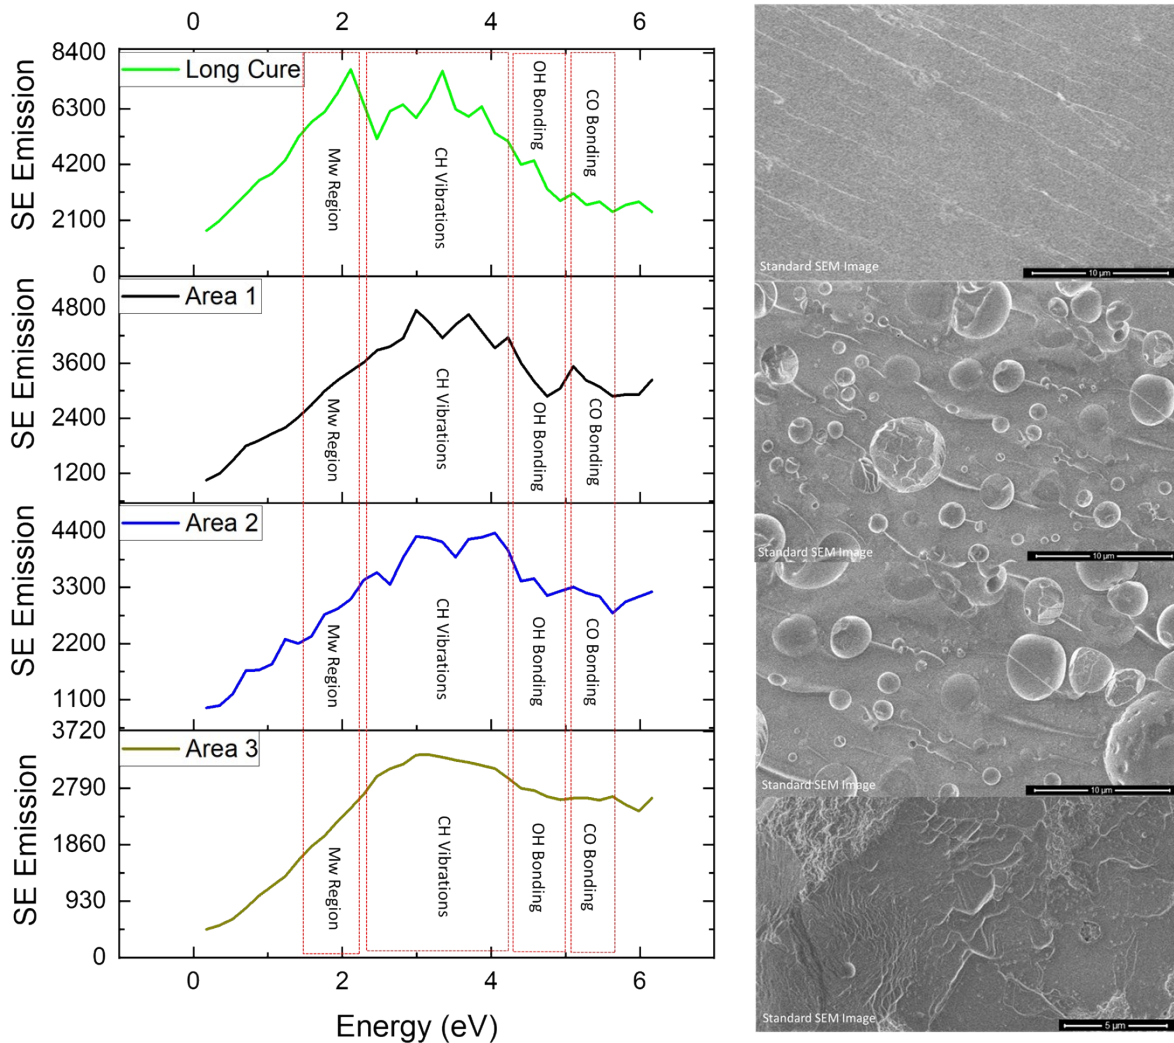 0 2 4 6
8400
Long Cure
6300
4200
2100
0
SE Emission
Mw Region
CH Vibrations
OH Bonding
CO Bonding
Area 1
4800
3600
2400
1200
SE Emission
Mw Region
CH Vibrations
OH Bonding
CO Bonding
Area 2
4400
3300
2200
1100
SE Emission
Mw Region
CH Vibrations
OH Bonding
CO Bonding
3720
Area 3
2790
1860
930
0
SE Emission
Mw Region
CH Vibrations
OH Bonding
CO Bonding
0 2 4 6
Energy (eV)
Standard SEM Image
10 µm
Standard SEM Image
10 µm
Standard SEM Image
10 µm
Standard SEM Image
5 µm